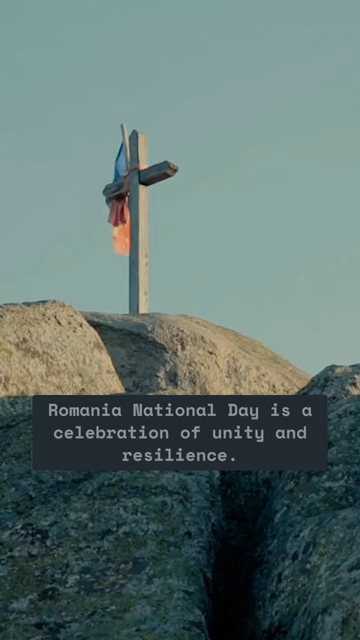 Romania National Day is a
celebration of unity and
resilience.